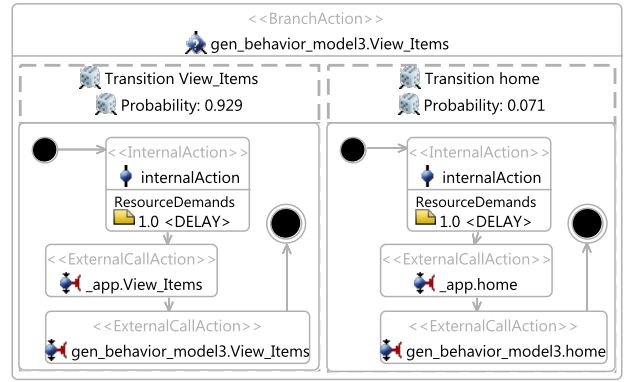 <<BranchAction>>
gen_behavior_model3.View_Items
Transition View_Items
Probability: 0.929
<<InternalAction>>
internalAction
ResourceDemands
1.0 <DELAY>
<<ExternalCallAction>>
_app.View_Items
<<ExternalCallAction>>
gen_behavior_model3.View_Items
Transition home
Probability: 0.071
<<InternalAction>>
internalAction
ResourceDemands
1.0 <DELAY>
<<ExternalCallAction>>
_app.home
<<ExternalCallAction>>
gen_behavior_model3.home